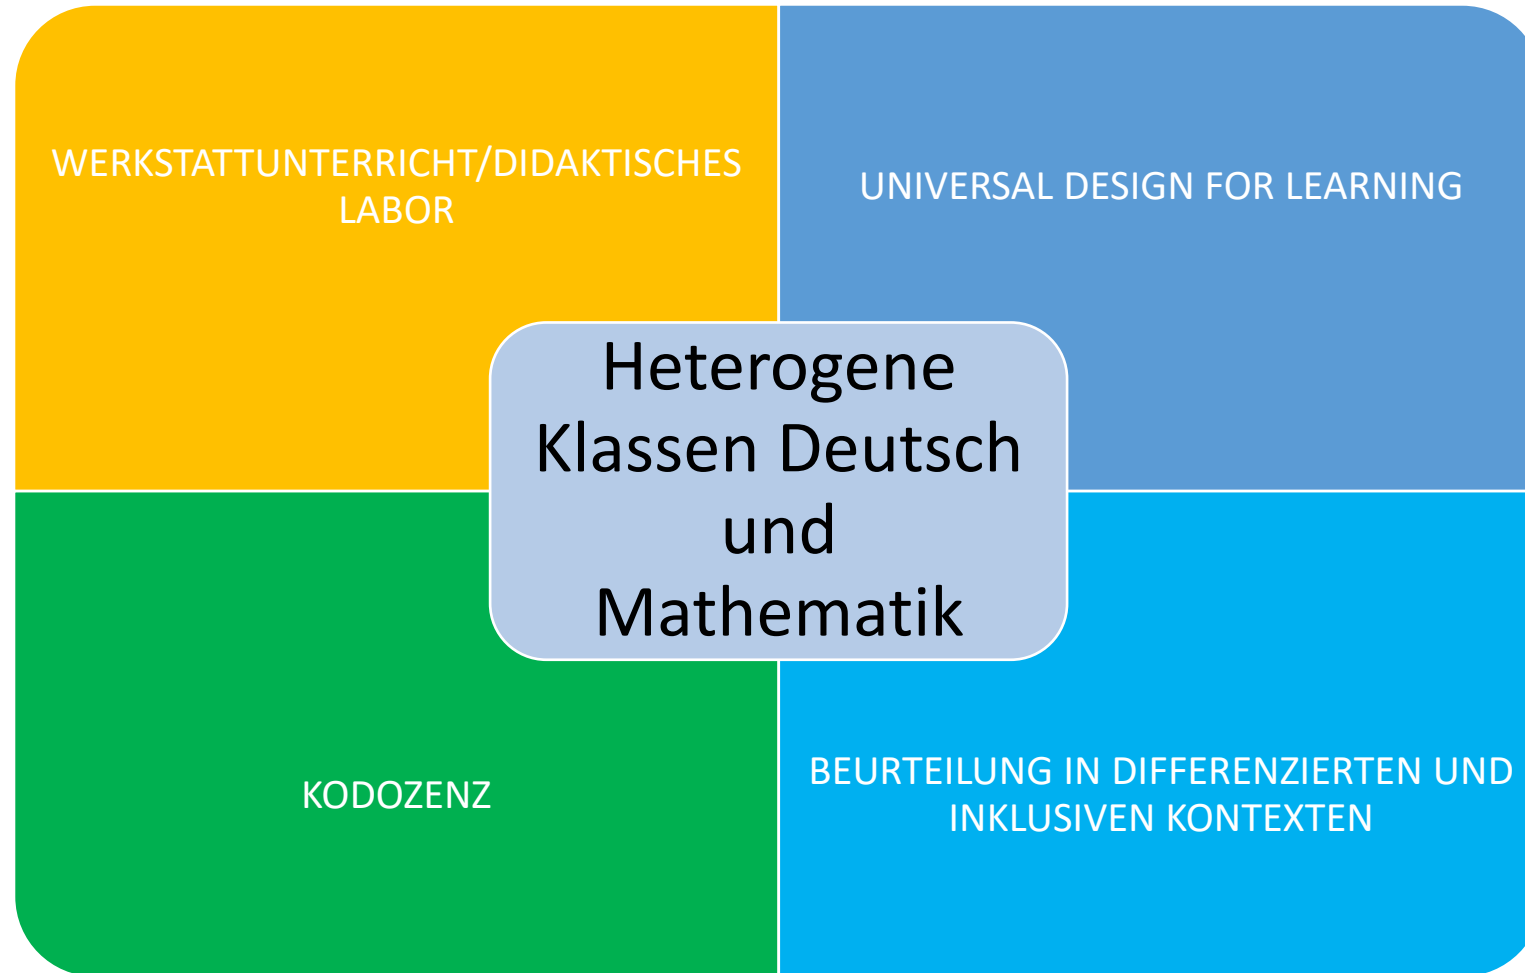 WERKSTATTUNTERRICHT/DIDAKTISCHES
LABOR
UNIVERSAL DESIGN FOR LEARNING
Heterogene
Klassen Deutsch
und
Mathematik
KODOZENZ
BEURTEILUNG IN DIFFERENZIERTEN UND
INKLUSIVEN KONTEXTEN